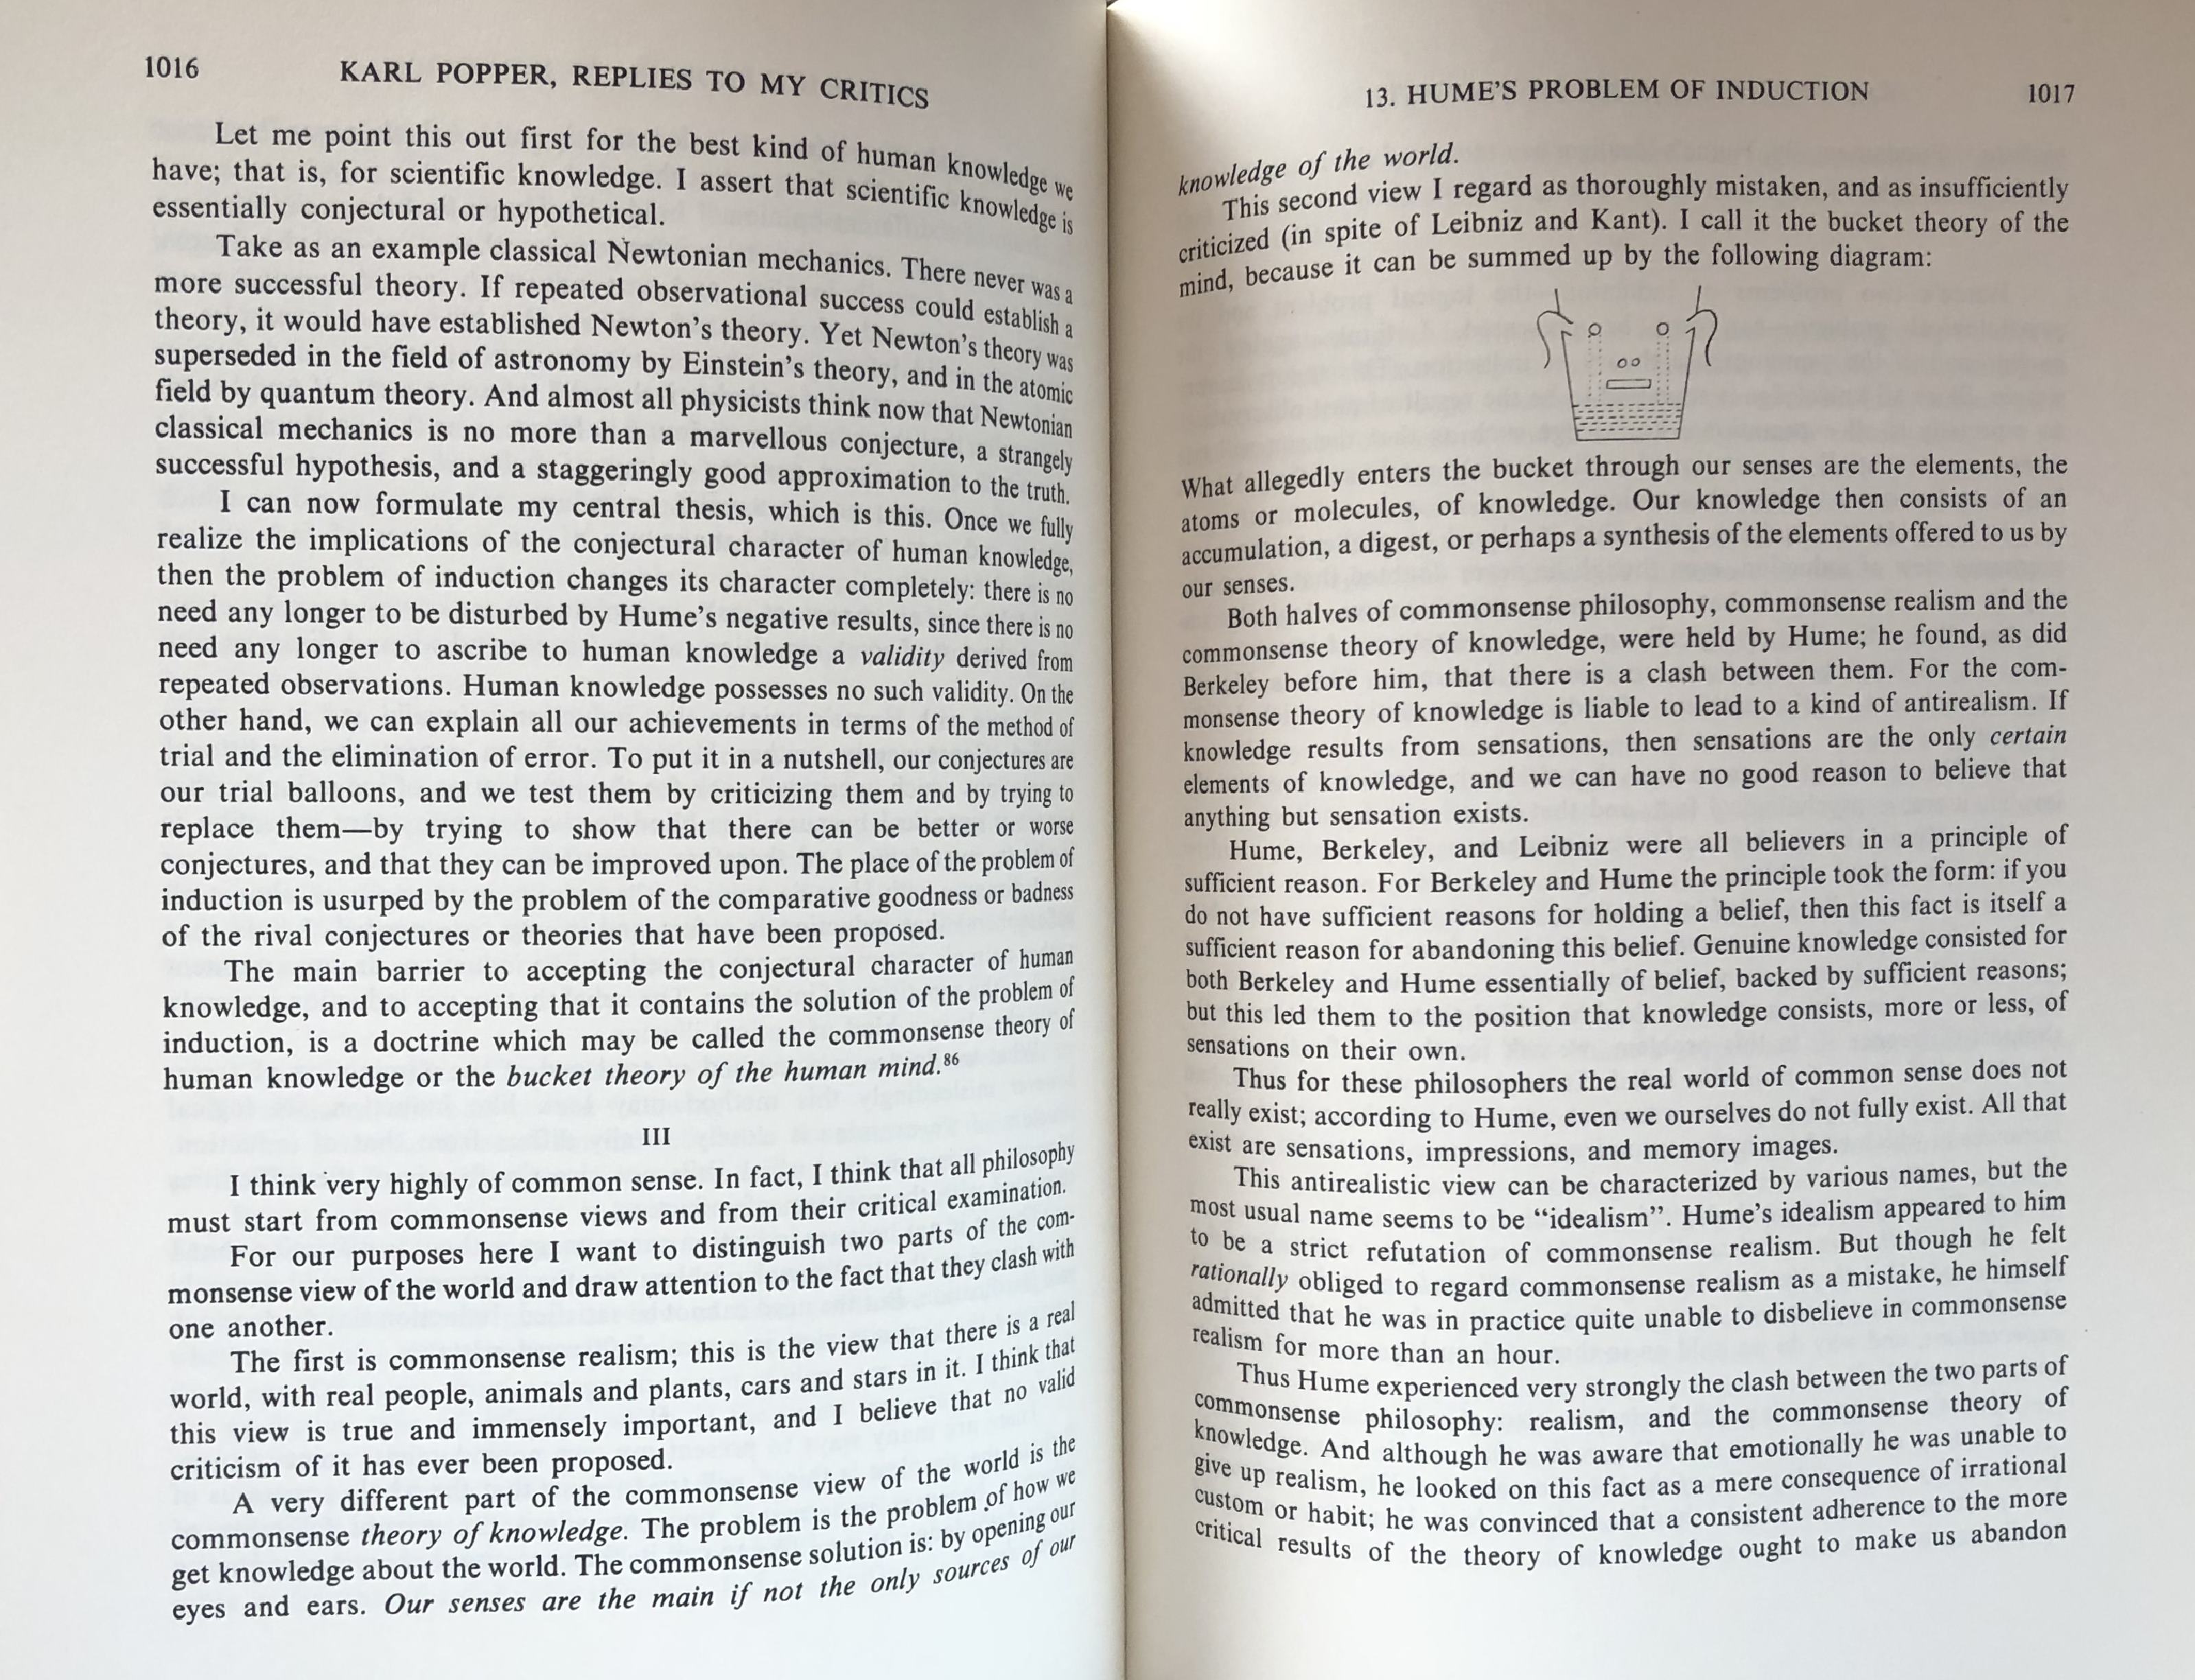 1016
KARL POPPER, REPLIES TO MY CRITICS
Let me point this out first for the best kind of human knowledge we
have; that is, for scientific knowledge. I assert that scientific knowledge is
essentially conjectural or hypothetical.
Take as an example classical Newtonian mechanics. There never was a
more successful theory. If repeated observational success could establish a
theory, it would have established Newton's theory. Yet Newton's theory was
superseded in the field of astronomy by Einstein's theory, and in the atomic
field by quantum theory. And almost all physicists think now that Newtonian
classical mechanics is no more than a marvellous conjecture, a strangely
successful hypothesis, and a staggeringly good approximation to the truth.
I can now formulate my central thesis, which is this. Once we fully
realize the implications of the conjectural character of human knowledge,
then the problem of induction changes its character completely: there is no
need any longer to be disturbed by Hume's negative results, since there is no
need any longer to ascribe to human knowledge a validity derived from
repeated observations. Human knowledge possesses no such validity. On the
other hand, we can explain all our achievements in terms of the method of
trial and the elimination of error. To put it in a nutshell, our conjectures are
our trial balloons, and we test them by criticizing them and by trying to
replace them—by trying to show that there can be better or worse
conjectures, and that they can be improved upon. The place of the problem of
induction is usurped by the problem of the comparative goodness or badness
of the rival conjectures or theories that have been proposed.
The main barrier to accepting the conjectural character of human
knowledge, and to accepting that it contains the solution of the problem of
induction, is a doctrine which may be called the commonsense theory of
human knowledge or the bucket theory of the human mind.86
III
I think very highly of common sense. In fact, I think that all philosophy
must start from commonsense views and from their critical examination.
For our purposes here I want to distinguish two parts of the com-
monsense view of the world and draw attention to the fact that they clash with
one another.
The first is commonsense realism; this is the view that there is a real
world, with real people, animals and plants, cars and stars in it. I think that
this view is true and immensely important, and I believe that no valid
criticism of it has ever been proposed.
A very different part of the commonsense view of the world is the
commonsense theory of knowledge. The problem is the problem of how we
get knowledge about the world. The commonsense solution is: by opening our
eyes and ears. Our senses are the main if not the only sources of our
13. HUME'S PROBLEM OF INDUCTION
1017
knowledge of the world.
This second view I regard as thoroughly mistaken, and as insufficiently
criticized (in spite of Leibniz and Kant). I call it the bucket theory of the
mind, because it can be summed up by the following diagram:
What allegedly enters the bucket through our senses are the elements, the
atoms or molecules, of knowledge. Our knowledge then consists of an
accumulation, a digest, or perhaps a synthesis of the elements offered to us by
our senses.
Both halves of commonsense philosophy, commonsense realism and the
commonsense theory of knowledge, were held by Hume; he found, as did
Berkeley before him, that there is a clash between them. For the com-
monsense theory of knowledge is liable to lead to a kind of antirealism. If
knowledge results from sensations, then sensations are the only certain
elements of knowledge, and we can have no good reason to believe that
anything but sensation exists.
Hume, Berkeley, and Leibniz were all believers in a principle of
sufficient reason. For Berkeley and Hume the principle took the form: if you
do not have sufficient reasons for holding a belief, then this fact is itself a
sufficient reason for abandoning this belief. Genuine knowledge consisted for
both Berkeley and Hume essentially of belief, backed by sufficient reasons;
but this led them to the position that knowledge consists, more or less, of
sensations on their own.
Thus for these philosophers the real world of common sense does not
really exist; according to Hume, even we ourselves do not fully exist. All that
exist are sensations, impressions, and memory images.
This antirealistic view can be characterized by various names, but the
most usual name seems to be "idealism". Hume's idealism appeared to him
to be a strict refutation of commonsense realism. But though he felt
rationally obliged to regard commonsense realism as a mistake, he himself
admitted that he was in practice quite unable to disbelieve in commonsense
realism for more than an hour.
Thus Hume experienced very strongly the clash between the two parts of
commonsense philosophy: realism, and the commonsense theory of
knowledge. And although he was aware that emotionally he was unable to
give up realism, he looked on this fact as a mere consequence of irrational
custom or habit; he was convinced that a consistent adherence to the more
critical results of the theory of knowledge ought to make us abandon